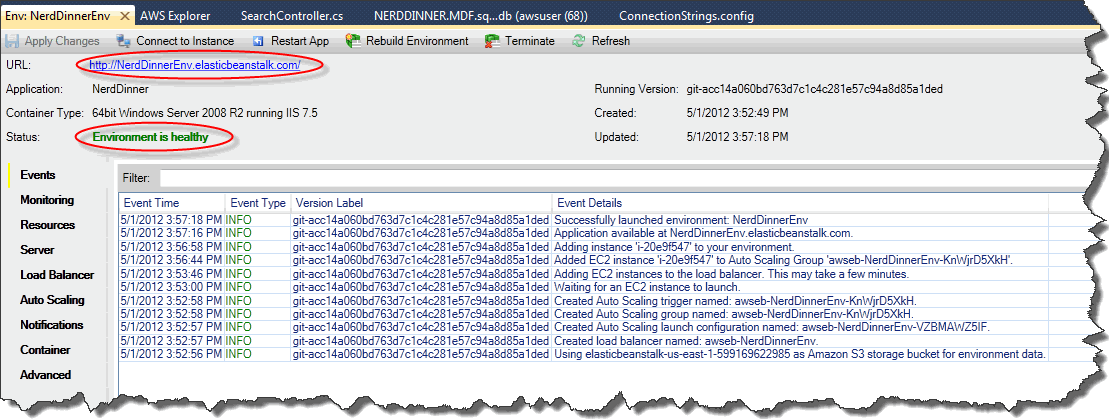 Env: NerdDinnerEnv AWS Explorer SearchController.cs NERDDINNER.MDF.sq...db (awsuser (68)) ConnectionStrings.config
Apply Changes Connect to Instance Restart App Rebuild Environment Terminate Refresh
URL: http://NerdDinnerEnv.elasticbeanstalk.com/
Application: NerdDinner Running Version: git-acc14a060bd763d7c1c4c281e57c94a8d85a1ded
Container Type: 64bit Windows Server 2008 R2 running IIS 7.5 Created: 5/1/2012 3:52:49 PM
Status: Environment is healthy Updated: 5/1/2012 3:57:18 PM
Events
Monitoring
Resources
Server
Load Balancer
Auto Scaling
Notifications
Container
Advanced
Filter:
Event Time Event Type Version Label Event Details
5/1/2012 3:57:18 PM INFO git-acc14a060bd763d7c1c4c281e57c94a8d85a1ded Successfully launched environment: NerdDinnerEnv
5/1/2012 3:57:16 PM INFO git-acc14a060bd763d7c1c4c281e57c94a8d85a1ded Application available at NerdDinnerEnv.elasticbeanstalk.com.
5/1/2012 3:56:58 PM INFO git-acc14a060bd763d7c1c4c281e57c94a8d85a1ded Adding instance 'i-20e9f547' to your environment.
5/1/2012 3:56:44 PM INFO git-acc14a060bd763d7c1c4c281e57c94a8d85a1ded Added EC2 instance 'i-20e9f547' to Auto Scaling Group 'awseb-NerdDinnerEnv-KnWjrD5XkH'.
5/1/2012 3:53:46 PM INFO git-acc14a060bd763d7c1c4c281e57c94a8d85a1ded Adding EC2 instances to the load balancer. This may take a few minutes.
5/1/2012 3:53:00 PM INFO git-acc14a060bd763d7c1c4c281e57c94a8d85a1ded Waiting for an EC2 instance to launch.
5/1/2012 3:52:58 PM INFO git-acc14a060bd763d7c1c4c281e57c94a8d85a1ded Created Auto Scaling trigger named: awseb-NerdDinnerEnv-KnWjrD5XkH.
5/1/2012 3:52:58 PM INFO git-acc14a060bd763d7c1c4c281e57c94a8d85a1ded Created Auto Scaling group named: awseb-NerdDinnerEnv-KnWjrD5XkH.
5/1/2012 3:52:57 PM INFO git-acc14a060bd763d7c1c4c281e57c94a8d85a1ded Created Auto Scaling launch configuration named: awseb-NerdDinnerEnv-VZBMAWZ5IF.
5/1/2012 3:52:57 PM INFO git-acc14a060bd763d7c1c4c281e57c94a8d85a1ded Created load balancer named: awseb-NerdDinnerEnv.
5/1/2012 3:52:56 PM INFO git-acc14a060bd763d7c1c4c281e57c94a8d85a1ded Using elasticbeanstalk-us-east-1-599169622985 as Amazon S3 storage bucket for environment data.